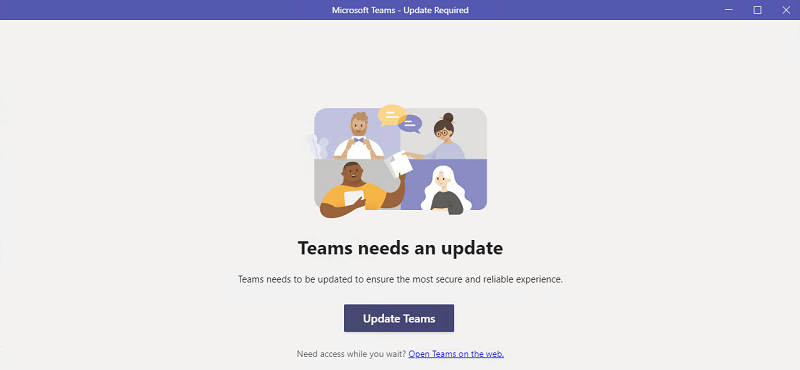 Microsoft Teams - Update Required
Teams needs an update
Teams needs to be updated to ensure the most secure and reliable experience.
Update Teams
Need access while you wait? Open Teams on the web.